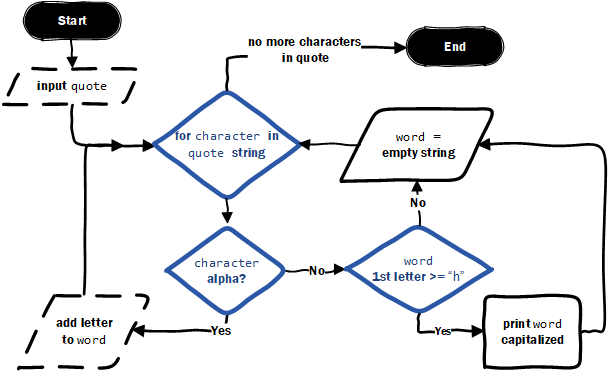 Start
input quote
no more characters
in quote
End
for character in
quote string
word =
empty string
character
alpha?
No
word
1st letter >= “h”
No
Yes
add letter
to word
Yes
print word
capitalized